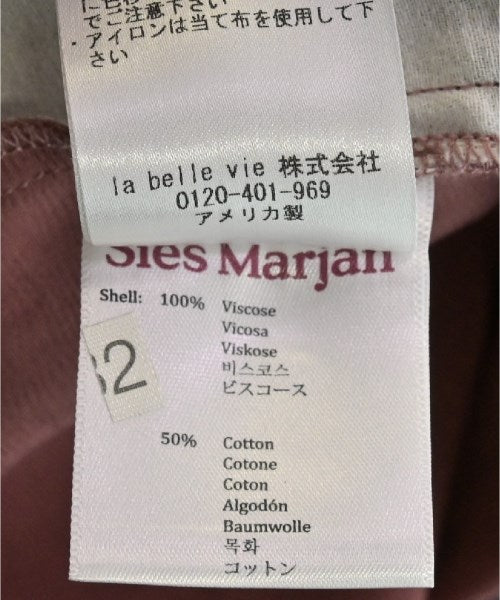 でご注意下さい
・アイロンは当て布を使用して下
さい
la belle vie 株式会社
0120-401-969
アメリカ製
Sies Marjan
Shell: 100% Viscose
Vicosa
Viskose
비스코스
ビスコース
32
50% Cotton
Cotone
Coton
Algodón
Baumwolle
목화
コットン